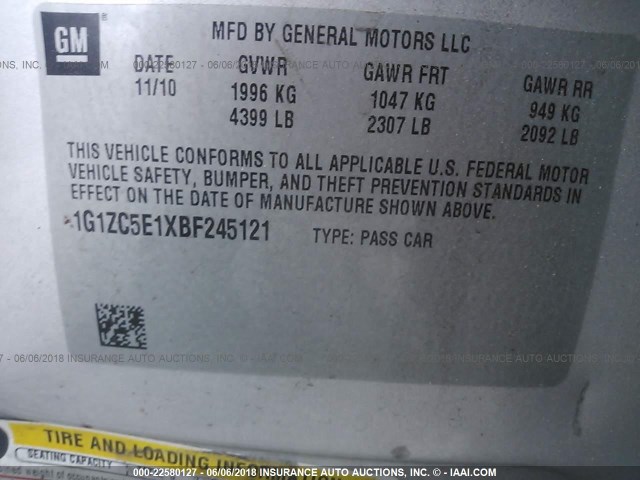 GM
MFD BY GENERAL MOTORS LLC
DATE GVWR GAWR FRT GAWR RR
11/10 1996 KG 1047 KG 949 KG
4399 LB 2307 LB 2092 LB
THIS VEHICLE CONFORMS TO ALL APPLICABLE U.S. FEDERAL MOTOR
VEHICLE SAFETY, BUMPER, AND THEFT PREVENTION STANDARDS IN
EFFECT ON THE DATE OF MANUFACTURE SHOWN ABOVE.
1G1ZC5E1XBF245121 TYPE: PASS CAR
TIRE AND LOADING INFO
SEATING CAPACITY
000-22580127 - 06/06/2018 INSURANCE AUTO AUCTIONS, INC. - © - IAAI.COM